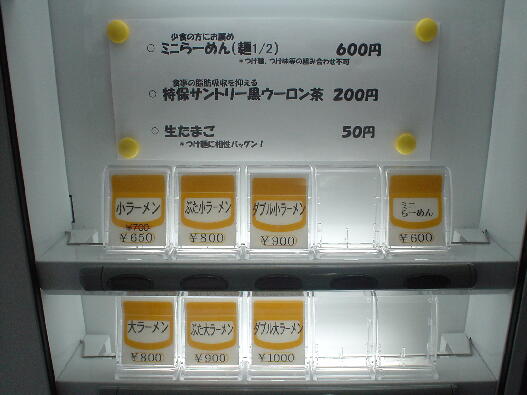 少食の方にお薦め
○ ミニらーめん(麺1/2) 600円
*つけ麺、つけ味等の組み合わせ不可
食事の脂肪吸収を抑える
○ 特保サントリー黒ウーロン茶 200円
○ 生たまご 50円
*つけ麺に相性バッグン!
小ラーメン
¥700
¥650
ぶた小ラーメン
¥800
ダブル小ラーメン
¥900
ミニ
らーめん
¥600
大ラーメン
¥800
ぶた大ラーメン
¥900
ダブル大ラーメン
¥1000